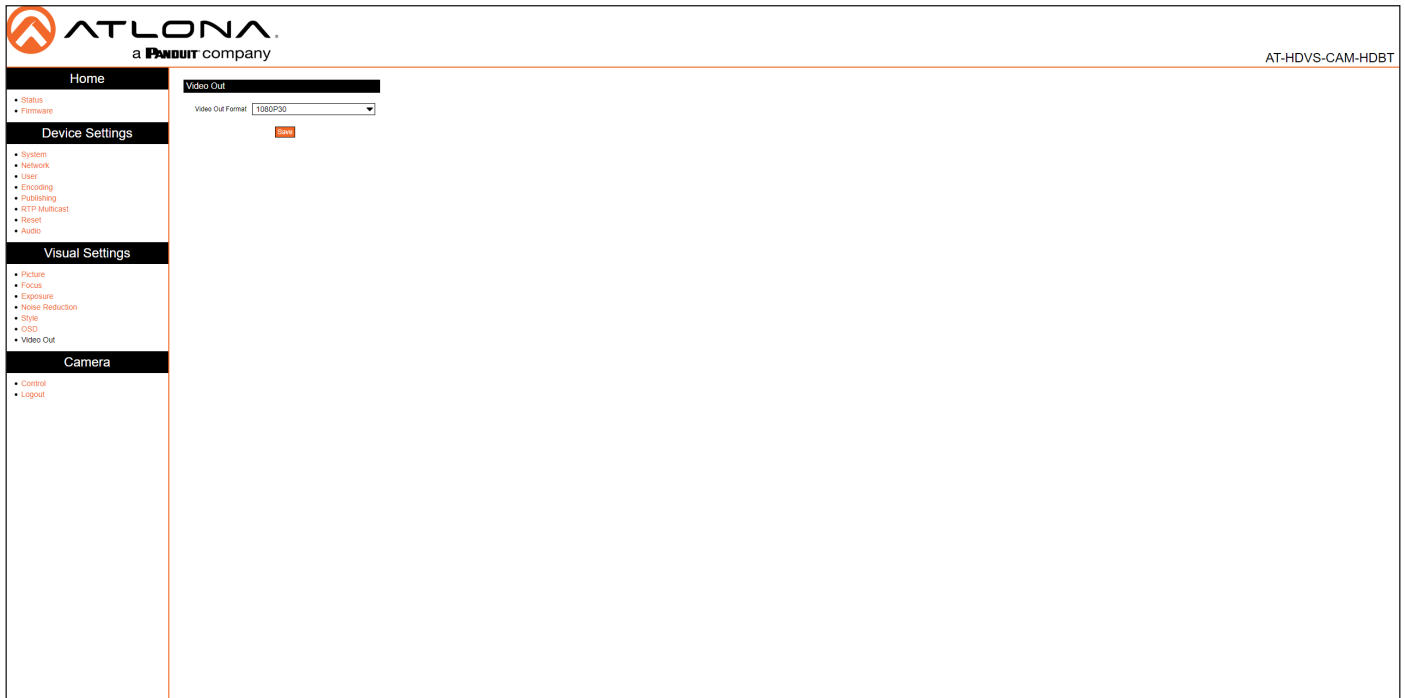 ATLONA.
a PANDUIT company
AT-HDVS-CAM-HDBT
Home
Status
Firmware
Device Settings
System
Network
User
Encoding
Publishing
RTP Multicast
Reset
Audio
Visual Settings
Picture
Focus
Exposure
Noise Reduction
Style
OSD
Video Out
Camera
Control
Logout
Video Out
Video Out Format 1080P30
Save